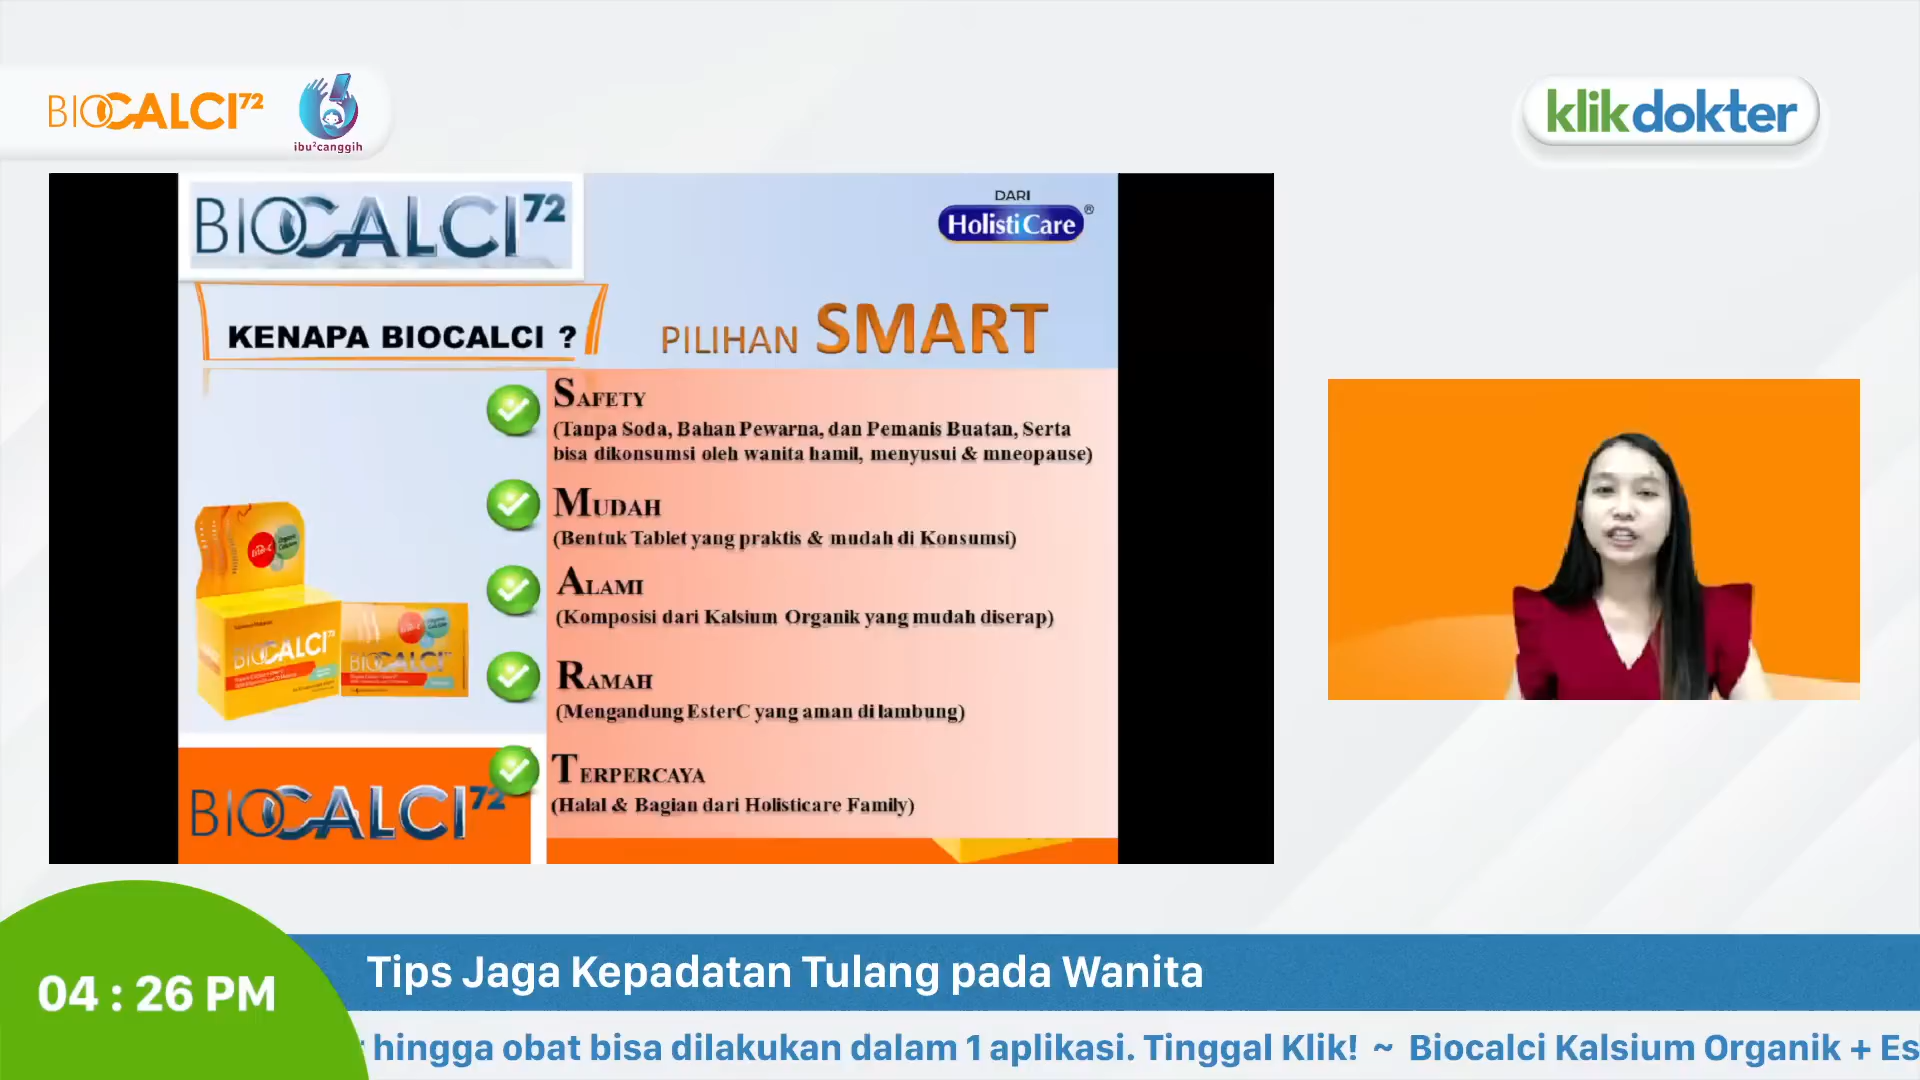 BIOCALCI72
ibu2canggih
klikdokter
BIOCALCI72
DARI
HolistiCare®
KENAPA BIOCALCI ?
PILIHAN SMART
SAFETY
(Tanpa Soda, Bahan Pewarna, dan Pemanis Buatan, Serta
bisa dikonsumsi oleh wanita hamil, menyusui & mneopause)
MUDAH
(Bentuk Tablet yang praktis & mudah di Konsumsi)
ALAMI
(Komposisi dari Kalsium Organik yang mudah diserap)
RAMAH
(Mengandung EsterC yang aman di lambung)
TERPERCAYA
(Halal & Bagian dari Holisticare Family)
BIOCALCI72
BIOCALCI72
BIOCALCI72
04 : 26 PM
Tips Jaga Kepadatan Tulang pada Wanita
hingga obat bisa dilakukan dalam 1 aplikasi. Tinggal Klik! ~ Biocalci Kalsium Organik + Es